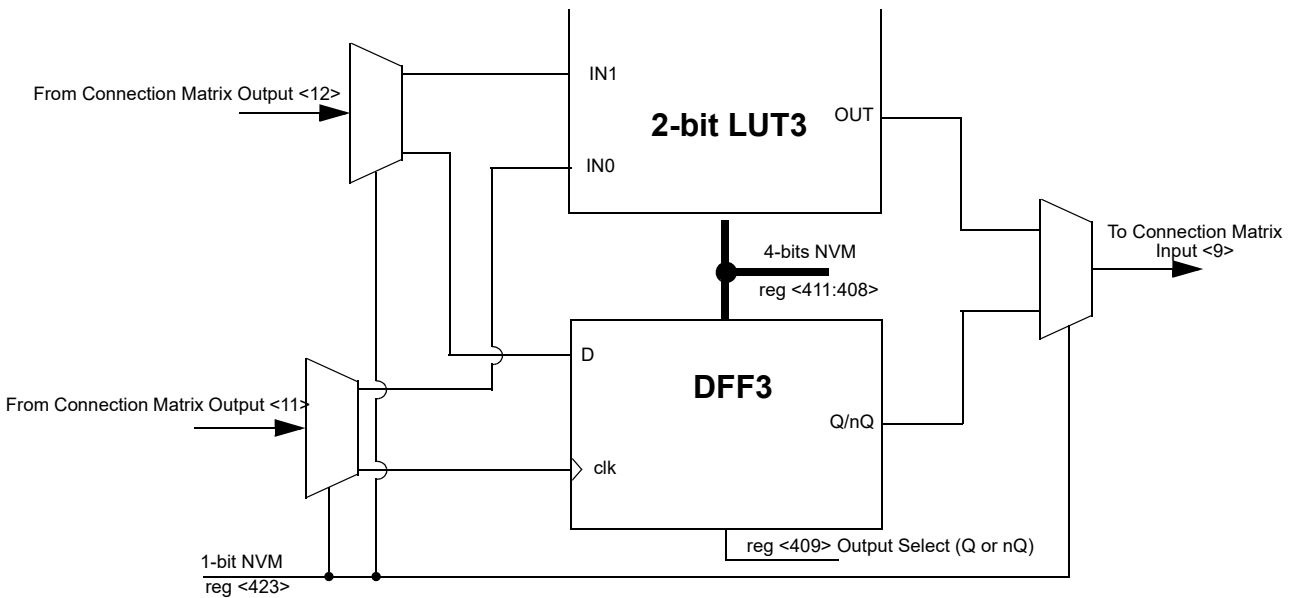 From Connection Matrix Output <12>
IN1
2-bit LUT3
OUT
IN0
To Connection Matrix
Input <9>
4-bits NVM
reg <411:408>
D
DFF3
From Connection Matrix Output <11>
Q/nQ
clk
reg <409> Output Select (Q or nQ)
1-bit NVM
reg <423>